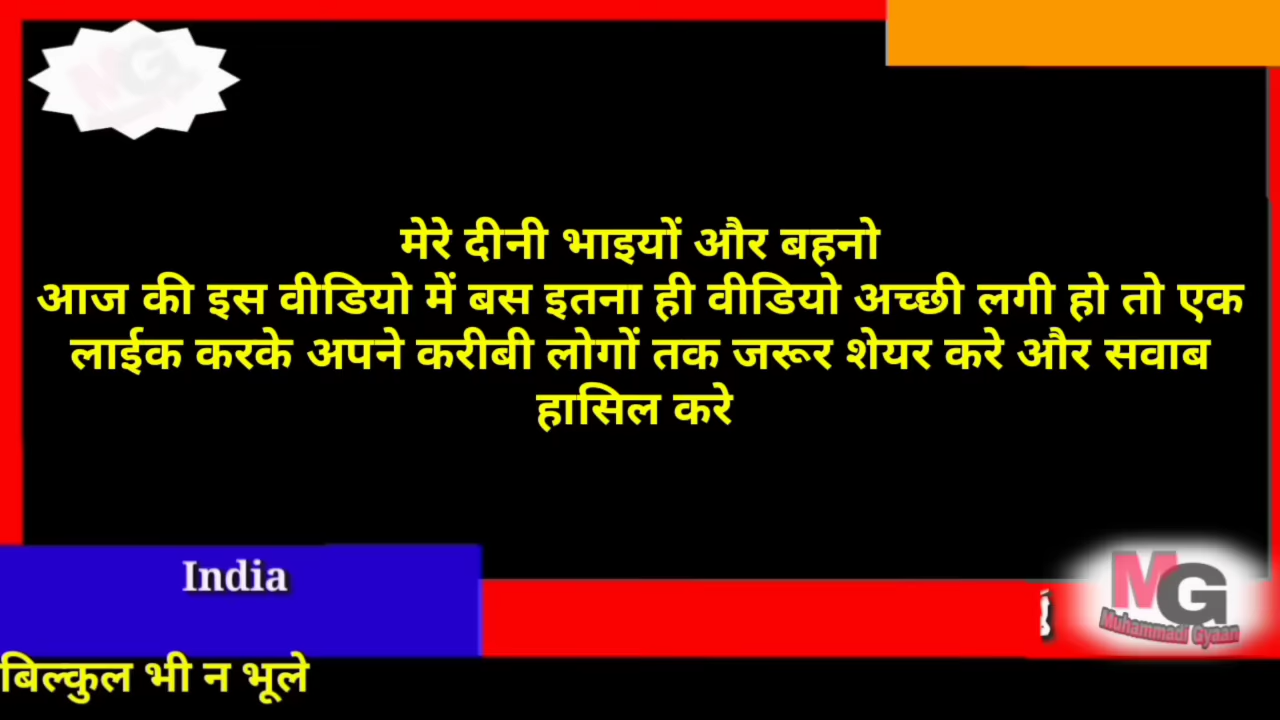 MG
मेरे दीनी भाइयों और बहनो
आज की इस वीडियो में बस इतना ही वीडियो अच्छी लगी हो तो एक
लाईक करके अपने करीबी लोगों तक जरूर शेयर करे और सवाब
हासिल करे
India
MG
Muhammadi Gyaan
बिल्कुल भी न भूले